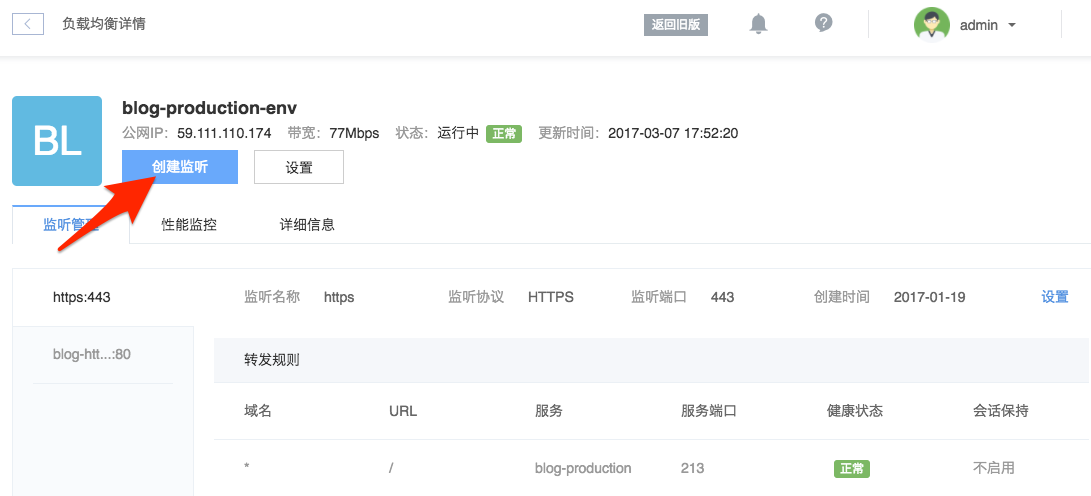 负载均衡详情 返回旧版 ? admin
BL
blog-production-env
公网IP: 59.111.110.174 带宽: 77Mbps 状态: 运行中 正常 更新时间: 2017-03-07 17:52:20
创建监听 设置
监听管理 性能监控 详细信息
https:443 监听名称 https 监听协议 HTTPS 监听端口 443 创建时间 2017-01-19 设置
blog-htt...:80
转发规则
域名 URL 服务 服务端口 健康状态 会话保持
* / blog-production 213 正常 不启用